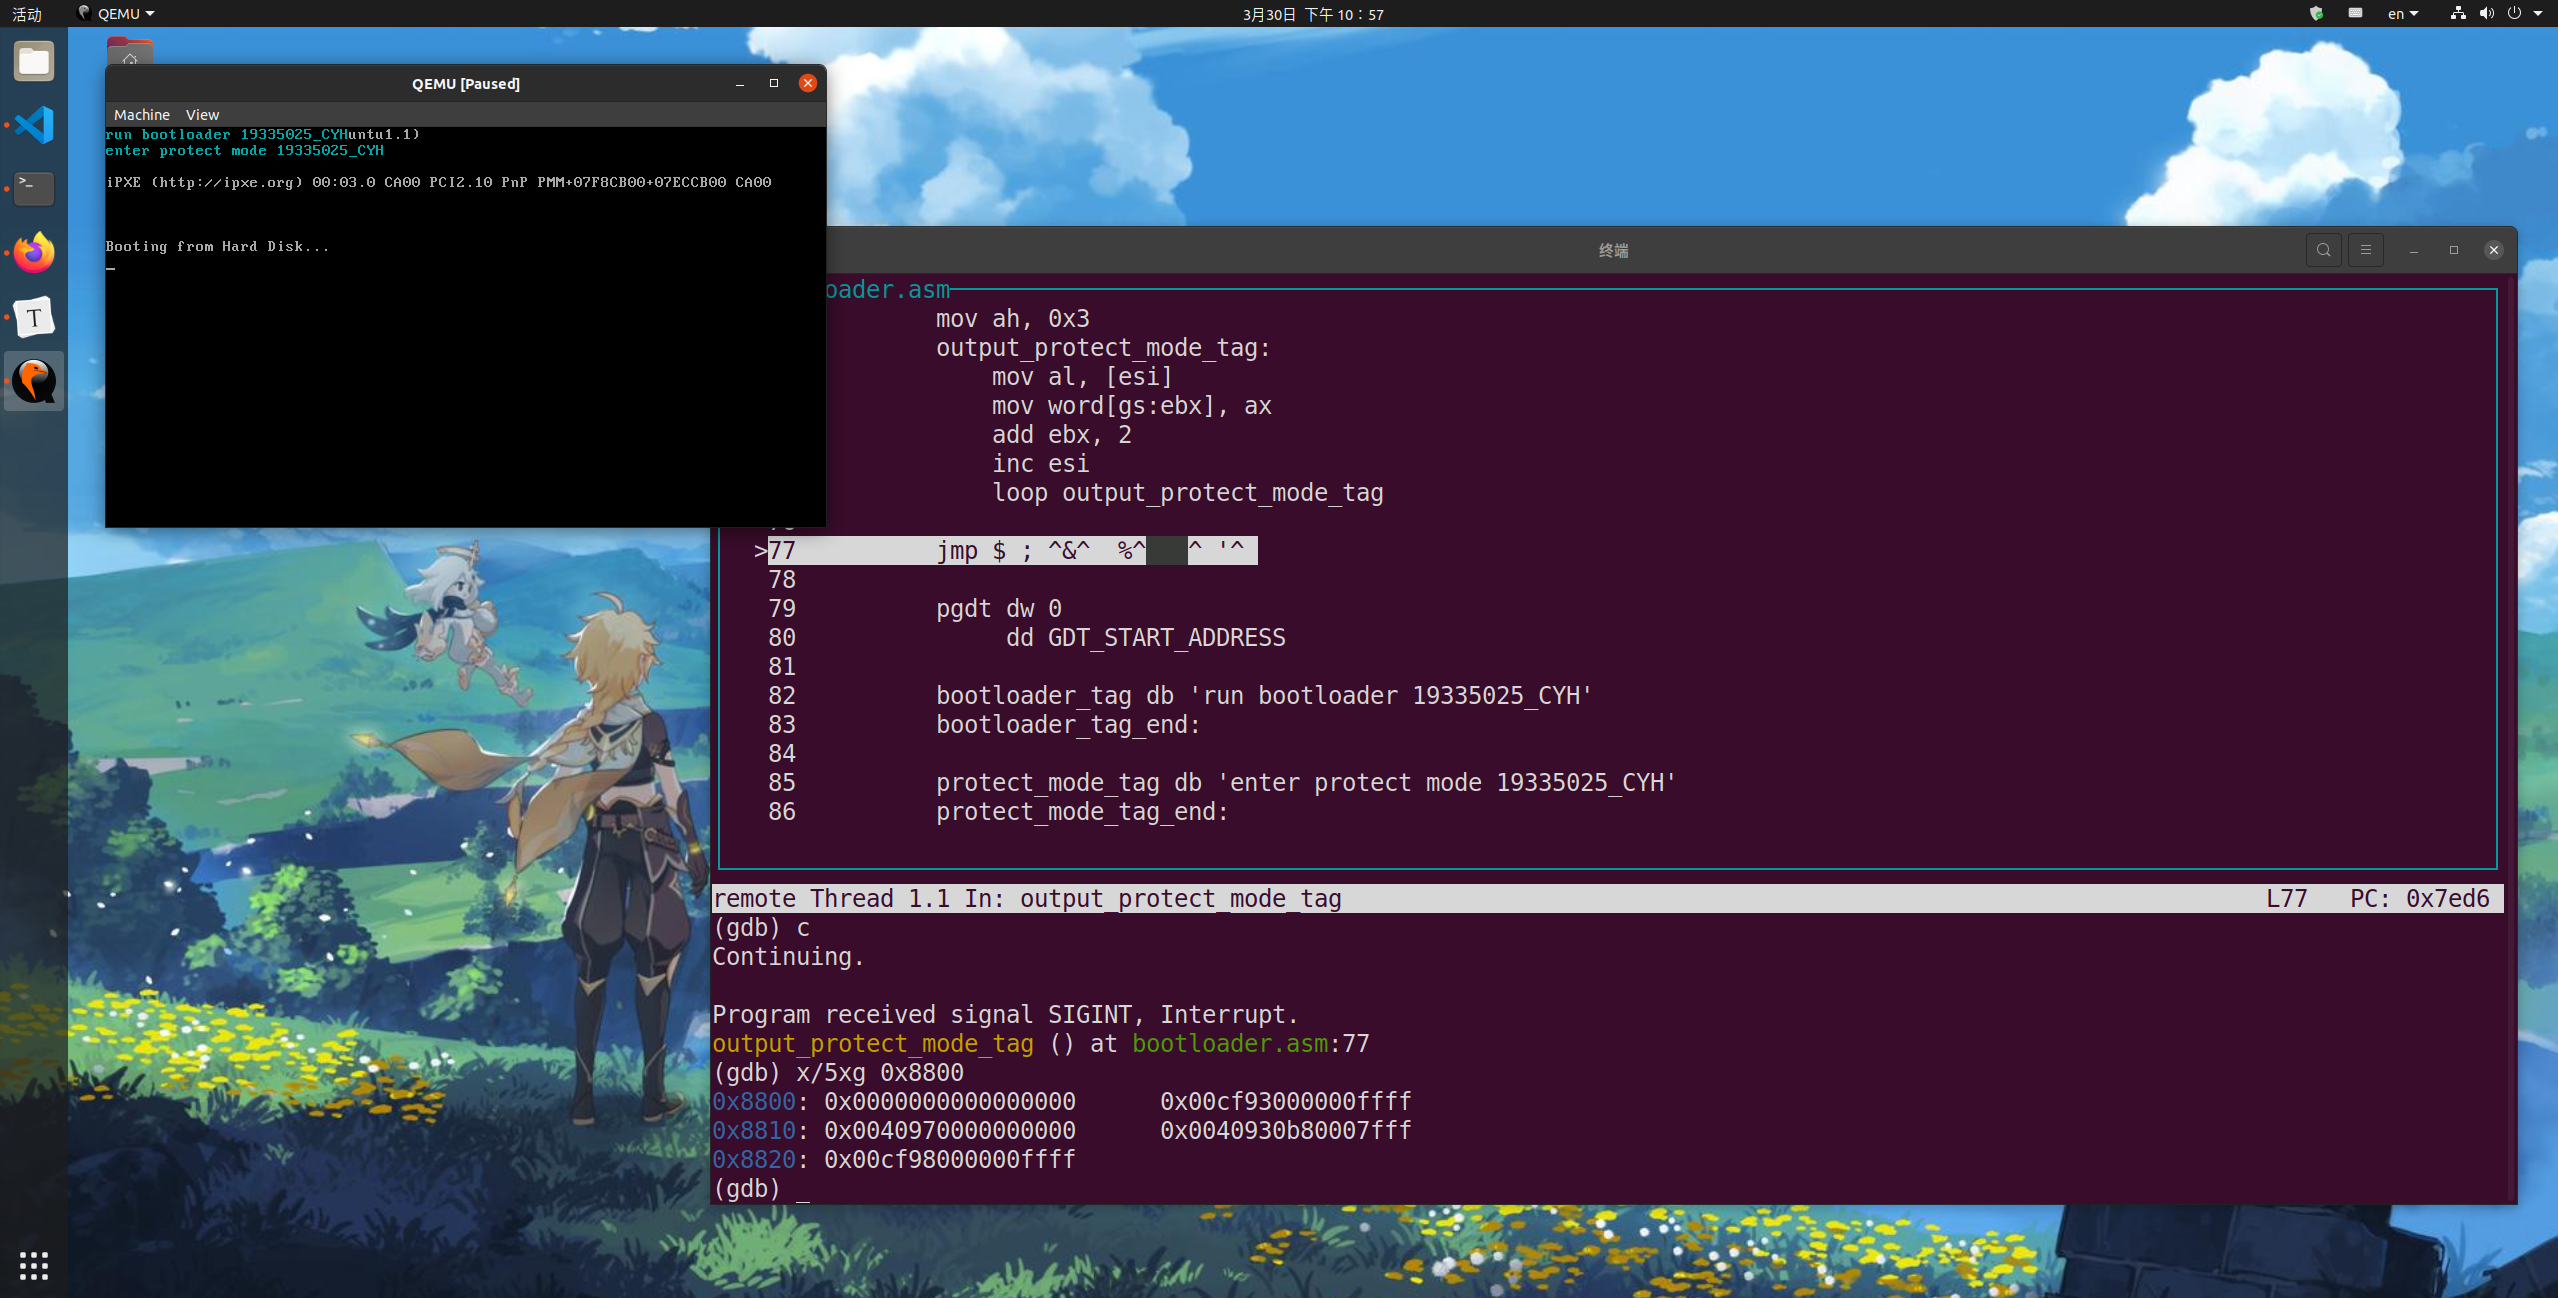 活动
QEMU
3月30日 下午 10：57
en
QEMU [Paused]
Machine View
run bootloader 19335025_CYHuntu1.1)
enter protect mode 19335025_CYH
iPXE (http://ipxe.org) 00:03.0 CA00 PCI2.10 PnP PMM+07F8CB00+07ECCB00 CA00
Booting from Hard Disk...
终端
oader.asm
mov ah, 0x3
output_protect_mode_tag:
mov al, [esi]
mov word[gs:ebx], ax
add ebx, 2
inc esi
loop output_protect_mode_tag
>77 jmp $ ; ^&^ %^ ^ '^
78
79 pgdt dw 0
80 dd GDT_START_ADDRESS
81
82 bootloader_tag db 'run bootloader 19335025_CYH'
83 bootloader_tag_end:
84
85 protect_mode_tag db 'enter protect mode 19335025_CYH'
86 protect_mode_tag_end:
remote Thread 1.1 In: output_protect_mode_tag L77 PC: 0x7ed6
(gdb) c
Continuing.
Program received signal SIGINT, Interrupt.
output_protect_mode_tag () at bootloader.asm:77
(gdb) x/5xg 0x8800
0x8800: 0x0000000000000000 0x00cf93000000ffff
0x8810: 0x0040970000000000 0x0040930b80007fff
0x8820: 0x00cf98000000ffff
(gdb) _